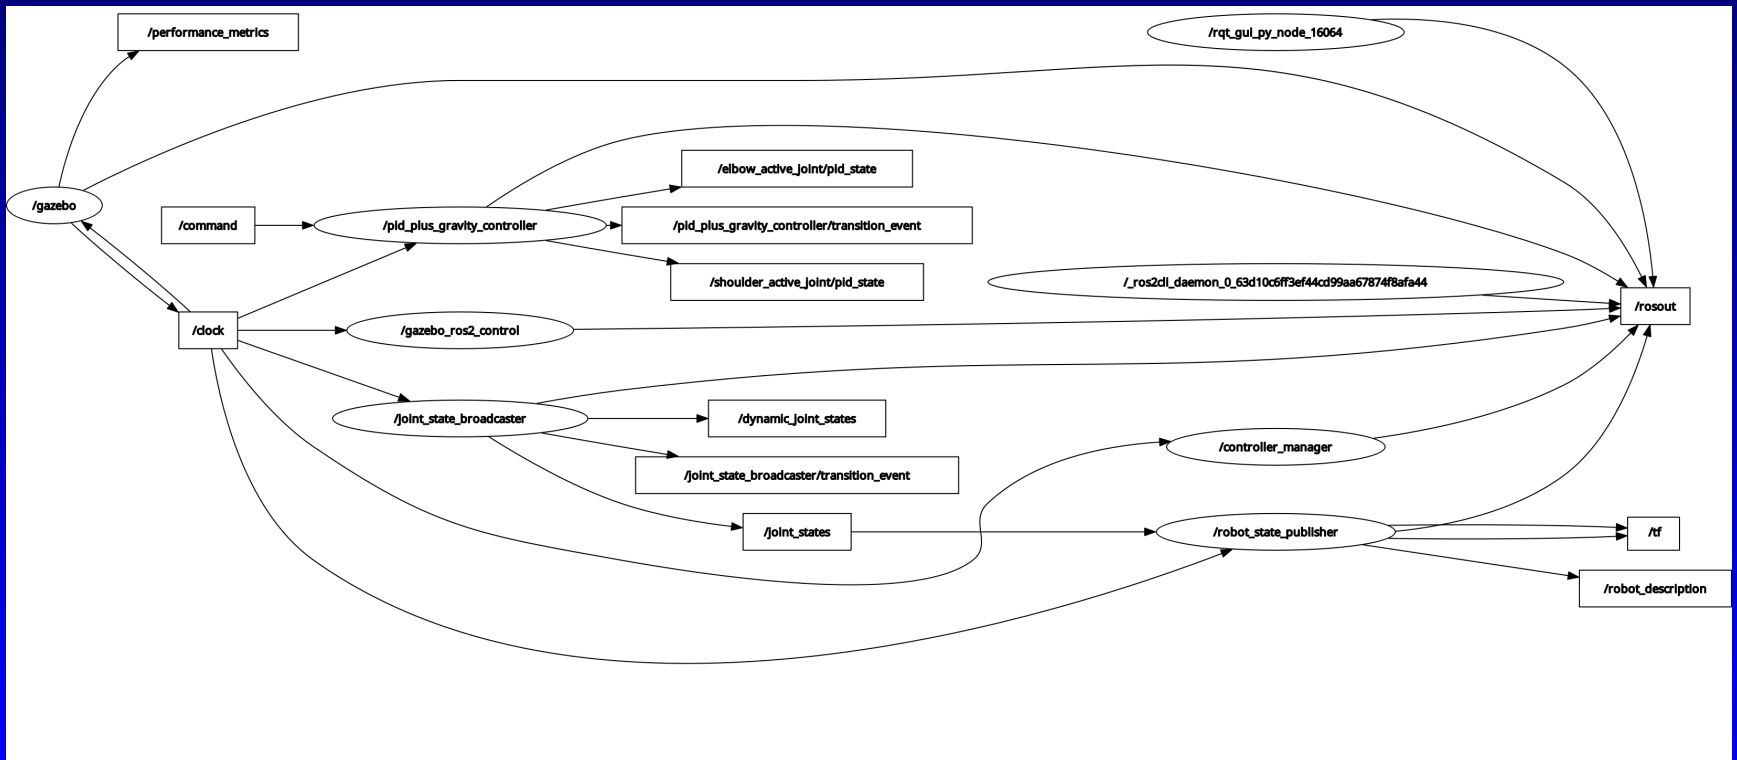 /performance_metrics
/rqt_gui_py_node_16064
/elbow_active_joint/pid_state
/gazebo
/command
/pid_plus_gravity_controller
/pid_plus_gravity_controller/transition_event
/shoulder_active_joint/pid_state
/_ros2cli_daemon_0_63d10c6ff3ef44cd99aa67874f8afa44
/rosout
/clock
/gazebo_ros2_control
/joint_state_broadcaster
/dynamic_joint_states
/controller_manager
/joint_state_broadcaster/transition_event
/joint_states
/robot_state_publisher
/tf
/robot_description